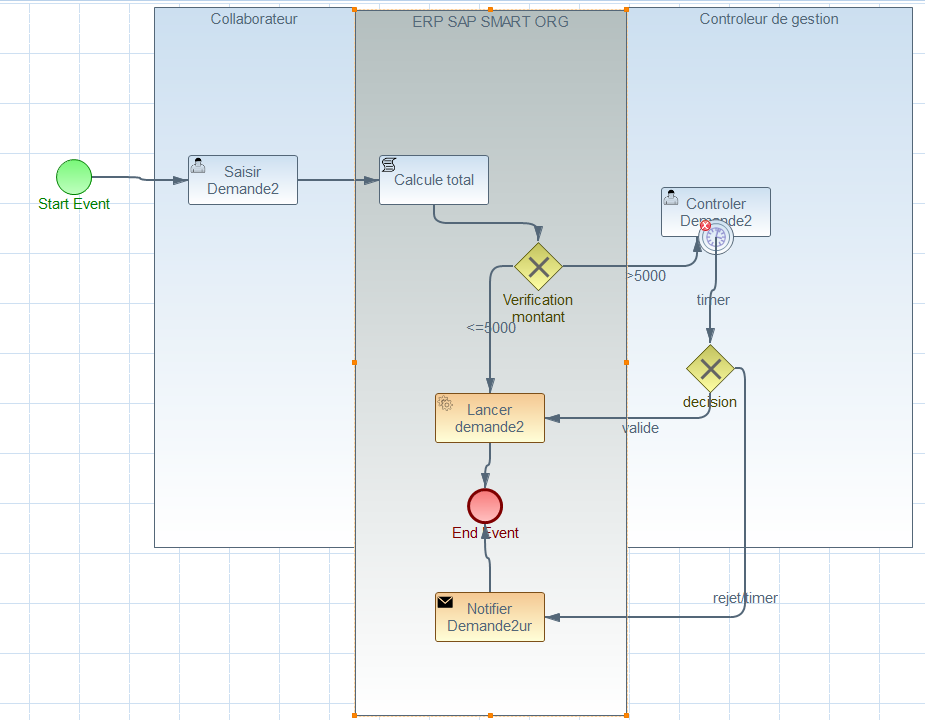 Collaborateur
ERP SAP SMART ORG
Controleur de gestion
Start Event
Saisir
Demande2
Calcule total
Controler
Demande2
>5000
Verification
montant
<=5000
timer
decision
Lancer
demande2
valide
End Event
rejet/timer
Notifier
Demande2ur